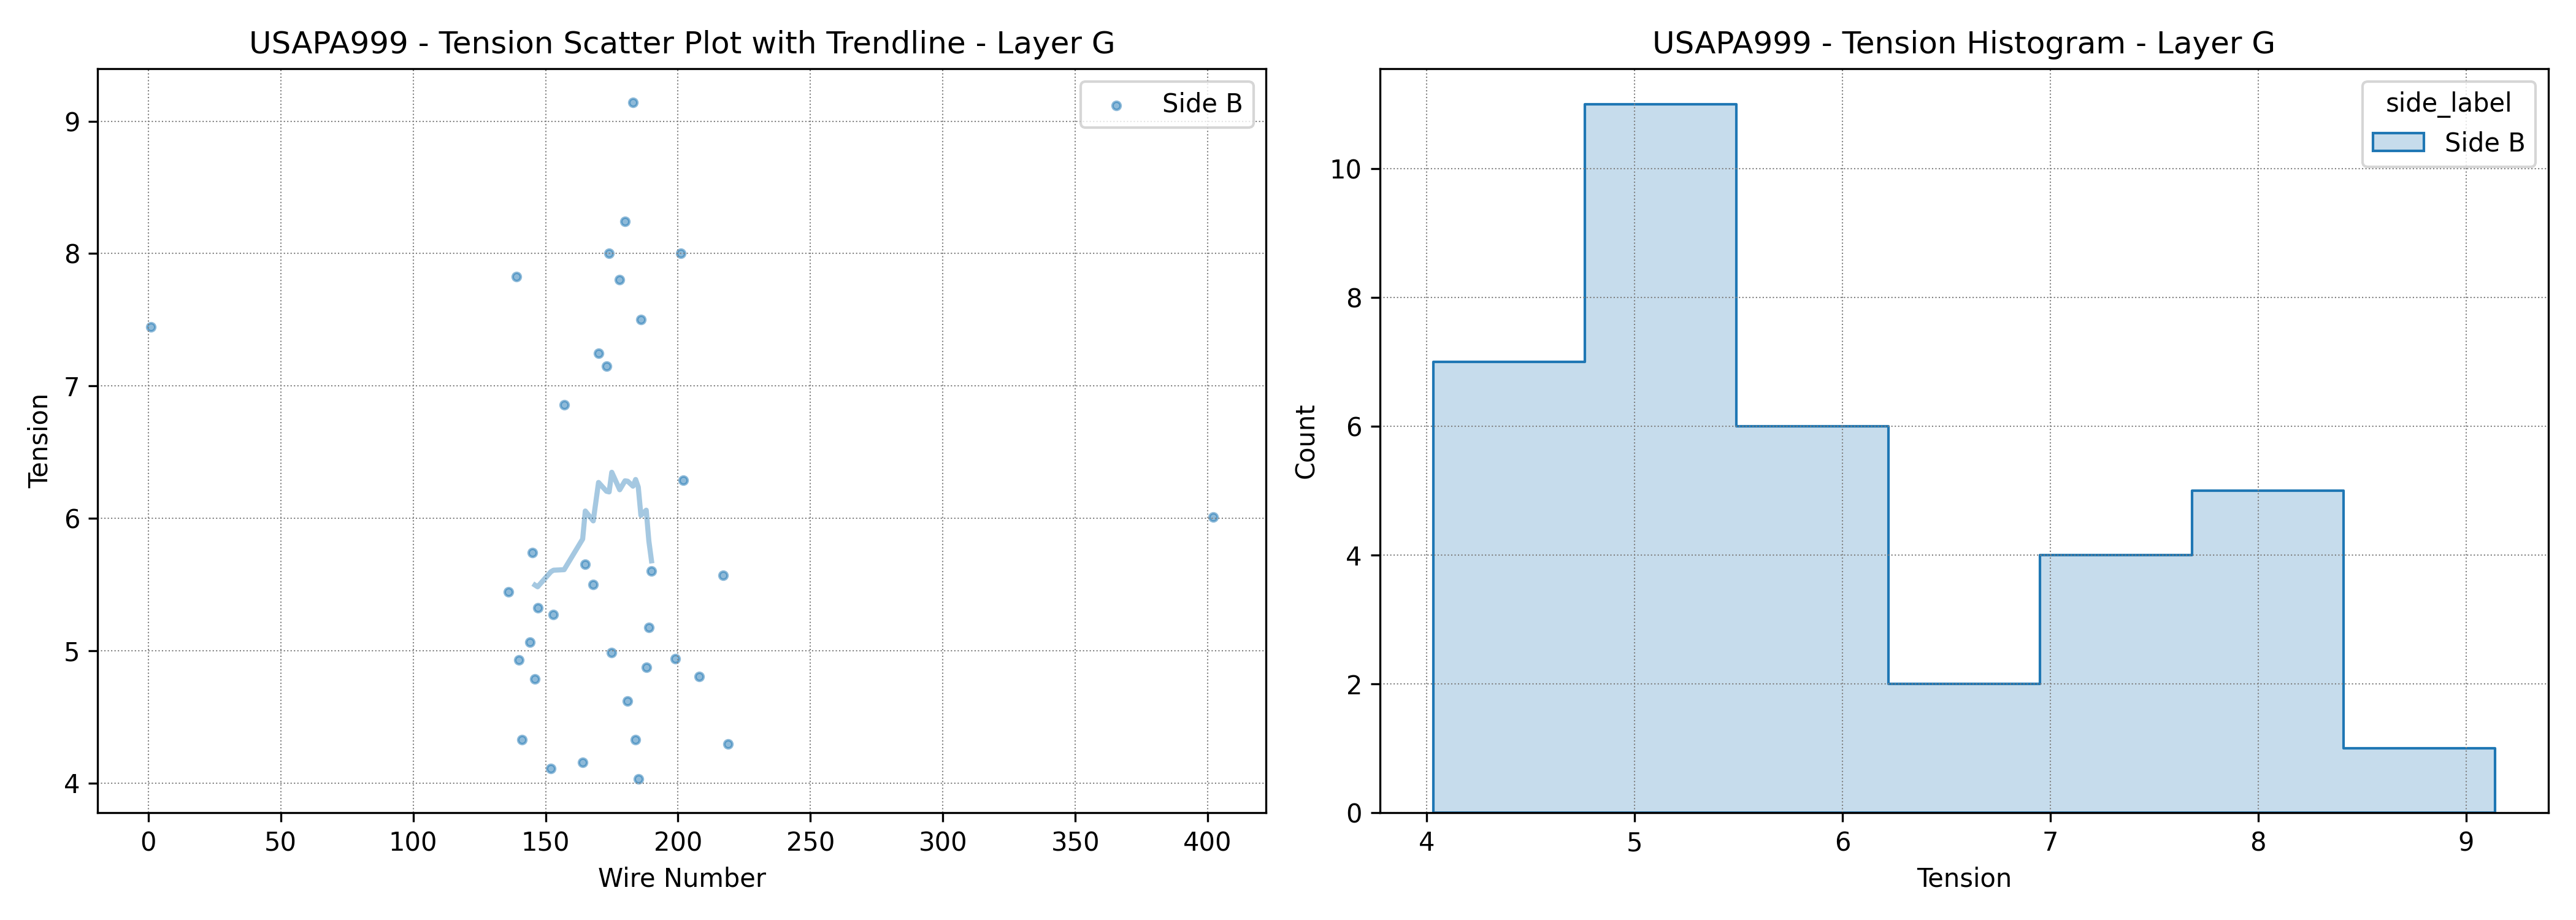 USAPA999 - Tension Scatter Plot with Trendline - Layer G
Side B
9
8
7
6
5
4
Tension
0 50 100 150 200 250 300 350 400
Wire Number
USAPA999 - Tension Histogram - Layer G
side_label
Side B
10
8
6
4
2
0
Count
4 5 6 7 8 9
Tension